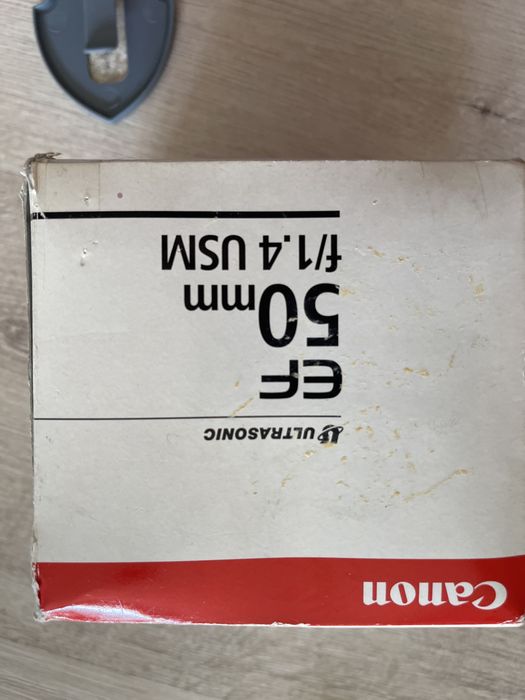 Canon
ULTRASONIC
EF
50mm
f/1.4 USM